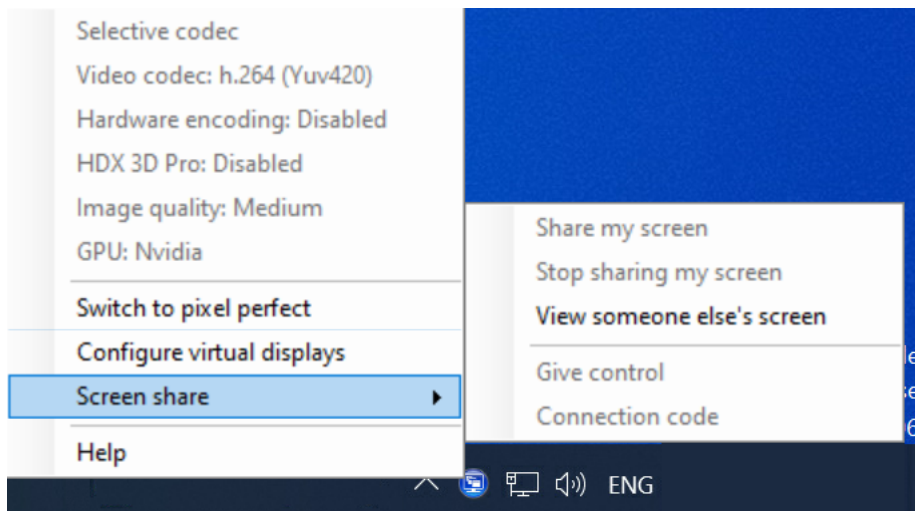 Selective codec
Video codec: h.264 (Yuv420)
Hardware encoding: Disabled
HDX 3D Pro: Disabled
Image quality: Medium
GPU: Nvidia
Switch to pixel perfect
Configure virtual displays
Screen share
Help
Share my screen
Stop sharing my screen
View someone else's screen
Give control
Connection code
ENG